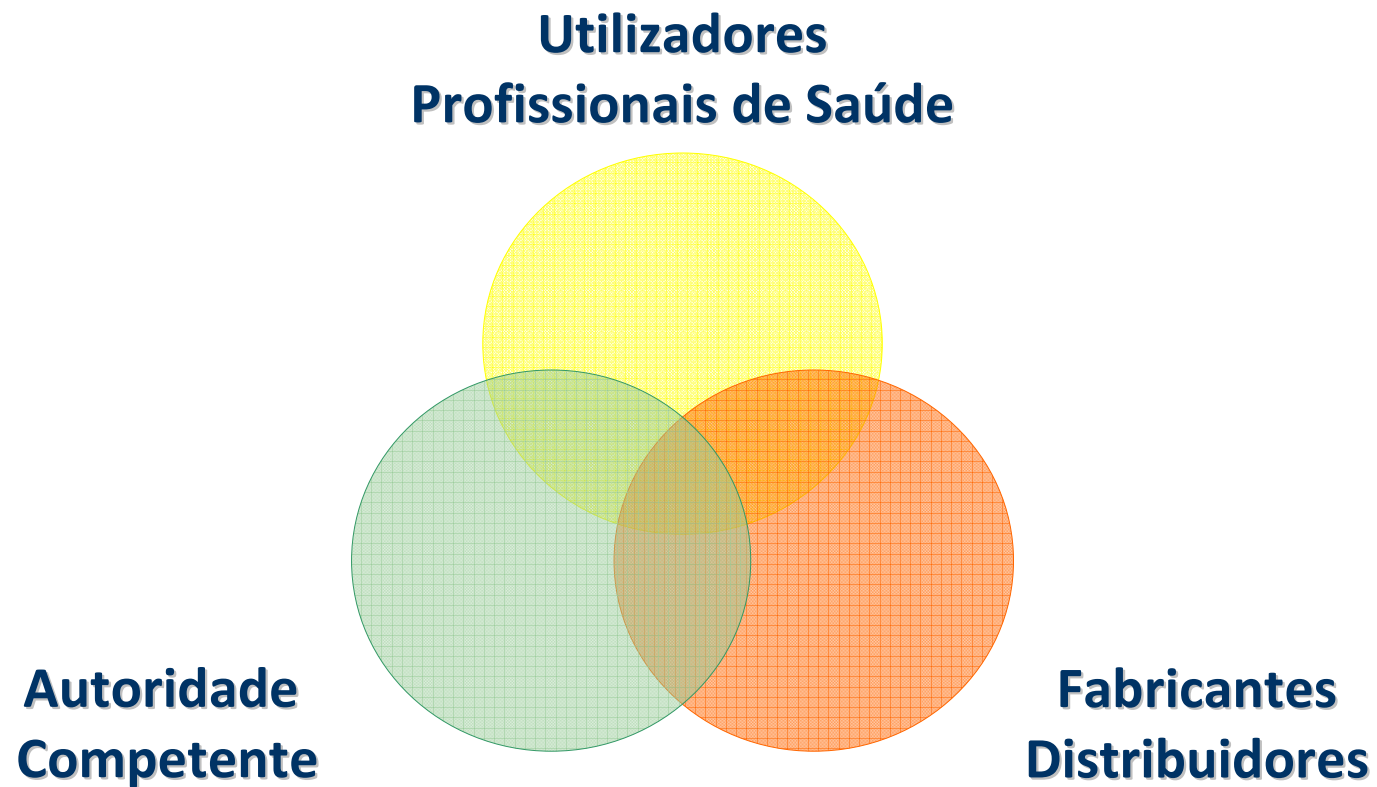 Utilizadores
Profissionais de Saúde
Autoridade
Competente
Fabricantes
Distribuidores